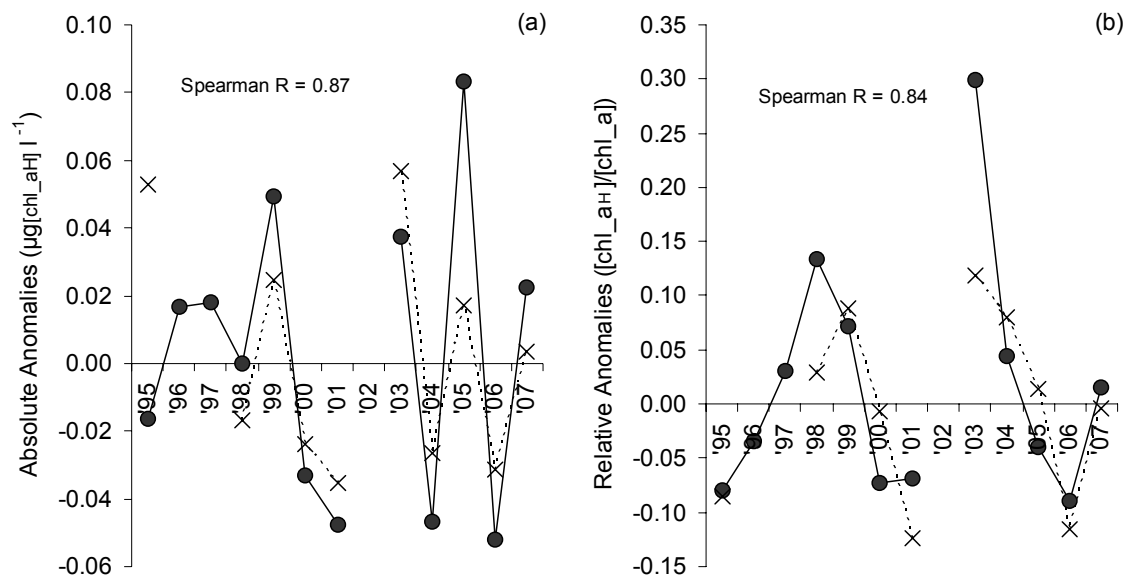 (a)
Spearman R = 0.87
Absolute Anomalies (µg[chl_aH] l ⁻¹)
0.10
0.08
0.06
0.04
0.02
0.00
-0.02
-0.04
-0.06
'95 '96 '97 '98 '99 '00 '01 '02 '03 '04 '05 '06 '07
(b)
Spearman R = 0.84
Relative Anomalies ([chl_aH]/[chl_a])
0.35
0.30
0.25
0.20
0.15
0.10
0.05
0.00
-0.05
-0.10
-0.15
'95 '96 '97 '98 '99 '00 '01 '02 '03 '04 '05 '06 '07